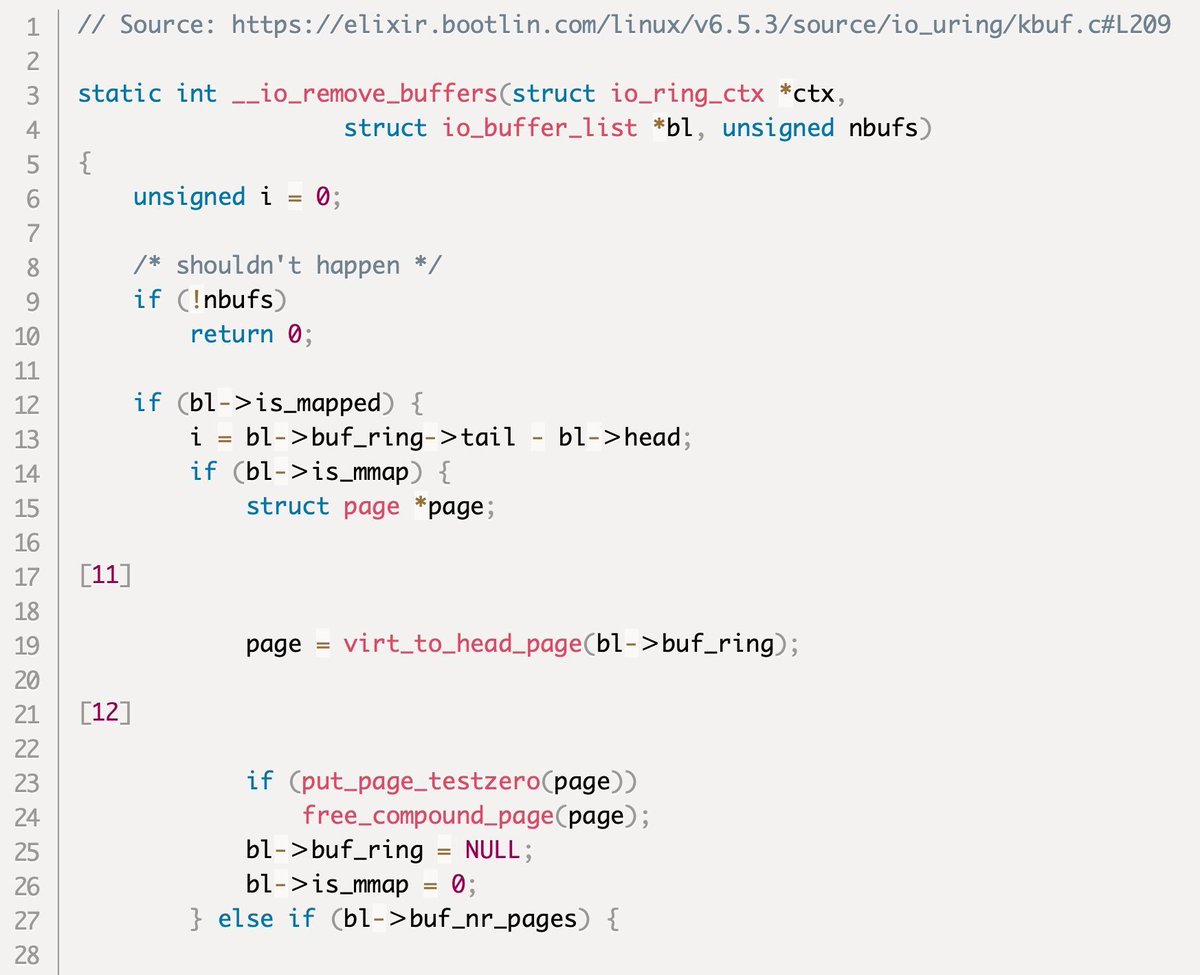 1 // Source: https://elixir.bootlin.com/linux/v6.5.3/source/io_uring/kbuf.c#L209
2
3 static int __io_remove_buffers(struct io_ring_ctx *ctx,
4                    struct io_buffer_list *bl, unsigned nbufs)
5 {
6     unsigned i = 0;
7
8     /* shouldn't happen */
9     if (!nbufs)
10         return 0;
11
12     if (bl->is_mapped) {
13         i = bl->buf_ring->tail - bl->head;
14         if (bl->is_mmap) {
15             struct page *page;
16
17 [11]
18
19             page = virt_to_head_page(bl->buf_ring);
20
21 [12]
22
23             if (put_page_testzero(page))
24                 free_compound_page(page);
25             bl->buf_ring = NULL;
26             bl->is_mmap = 0;
27         } else if (bl->buf_nr_pages) {
28